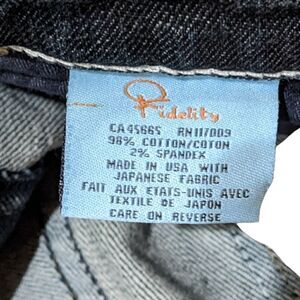 Fidelity
CA45665 RN117009
98% COTTON/COTON
2% SPANDEX
MADE IN USA WITH
JAPANESE FABRIC
FAIT AUX ETATS-UNIS AVEC
TEXTILE DE JAPON
CARE ON REVERSE